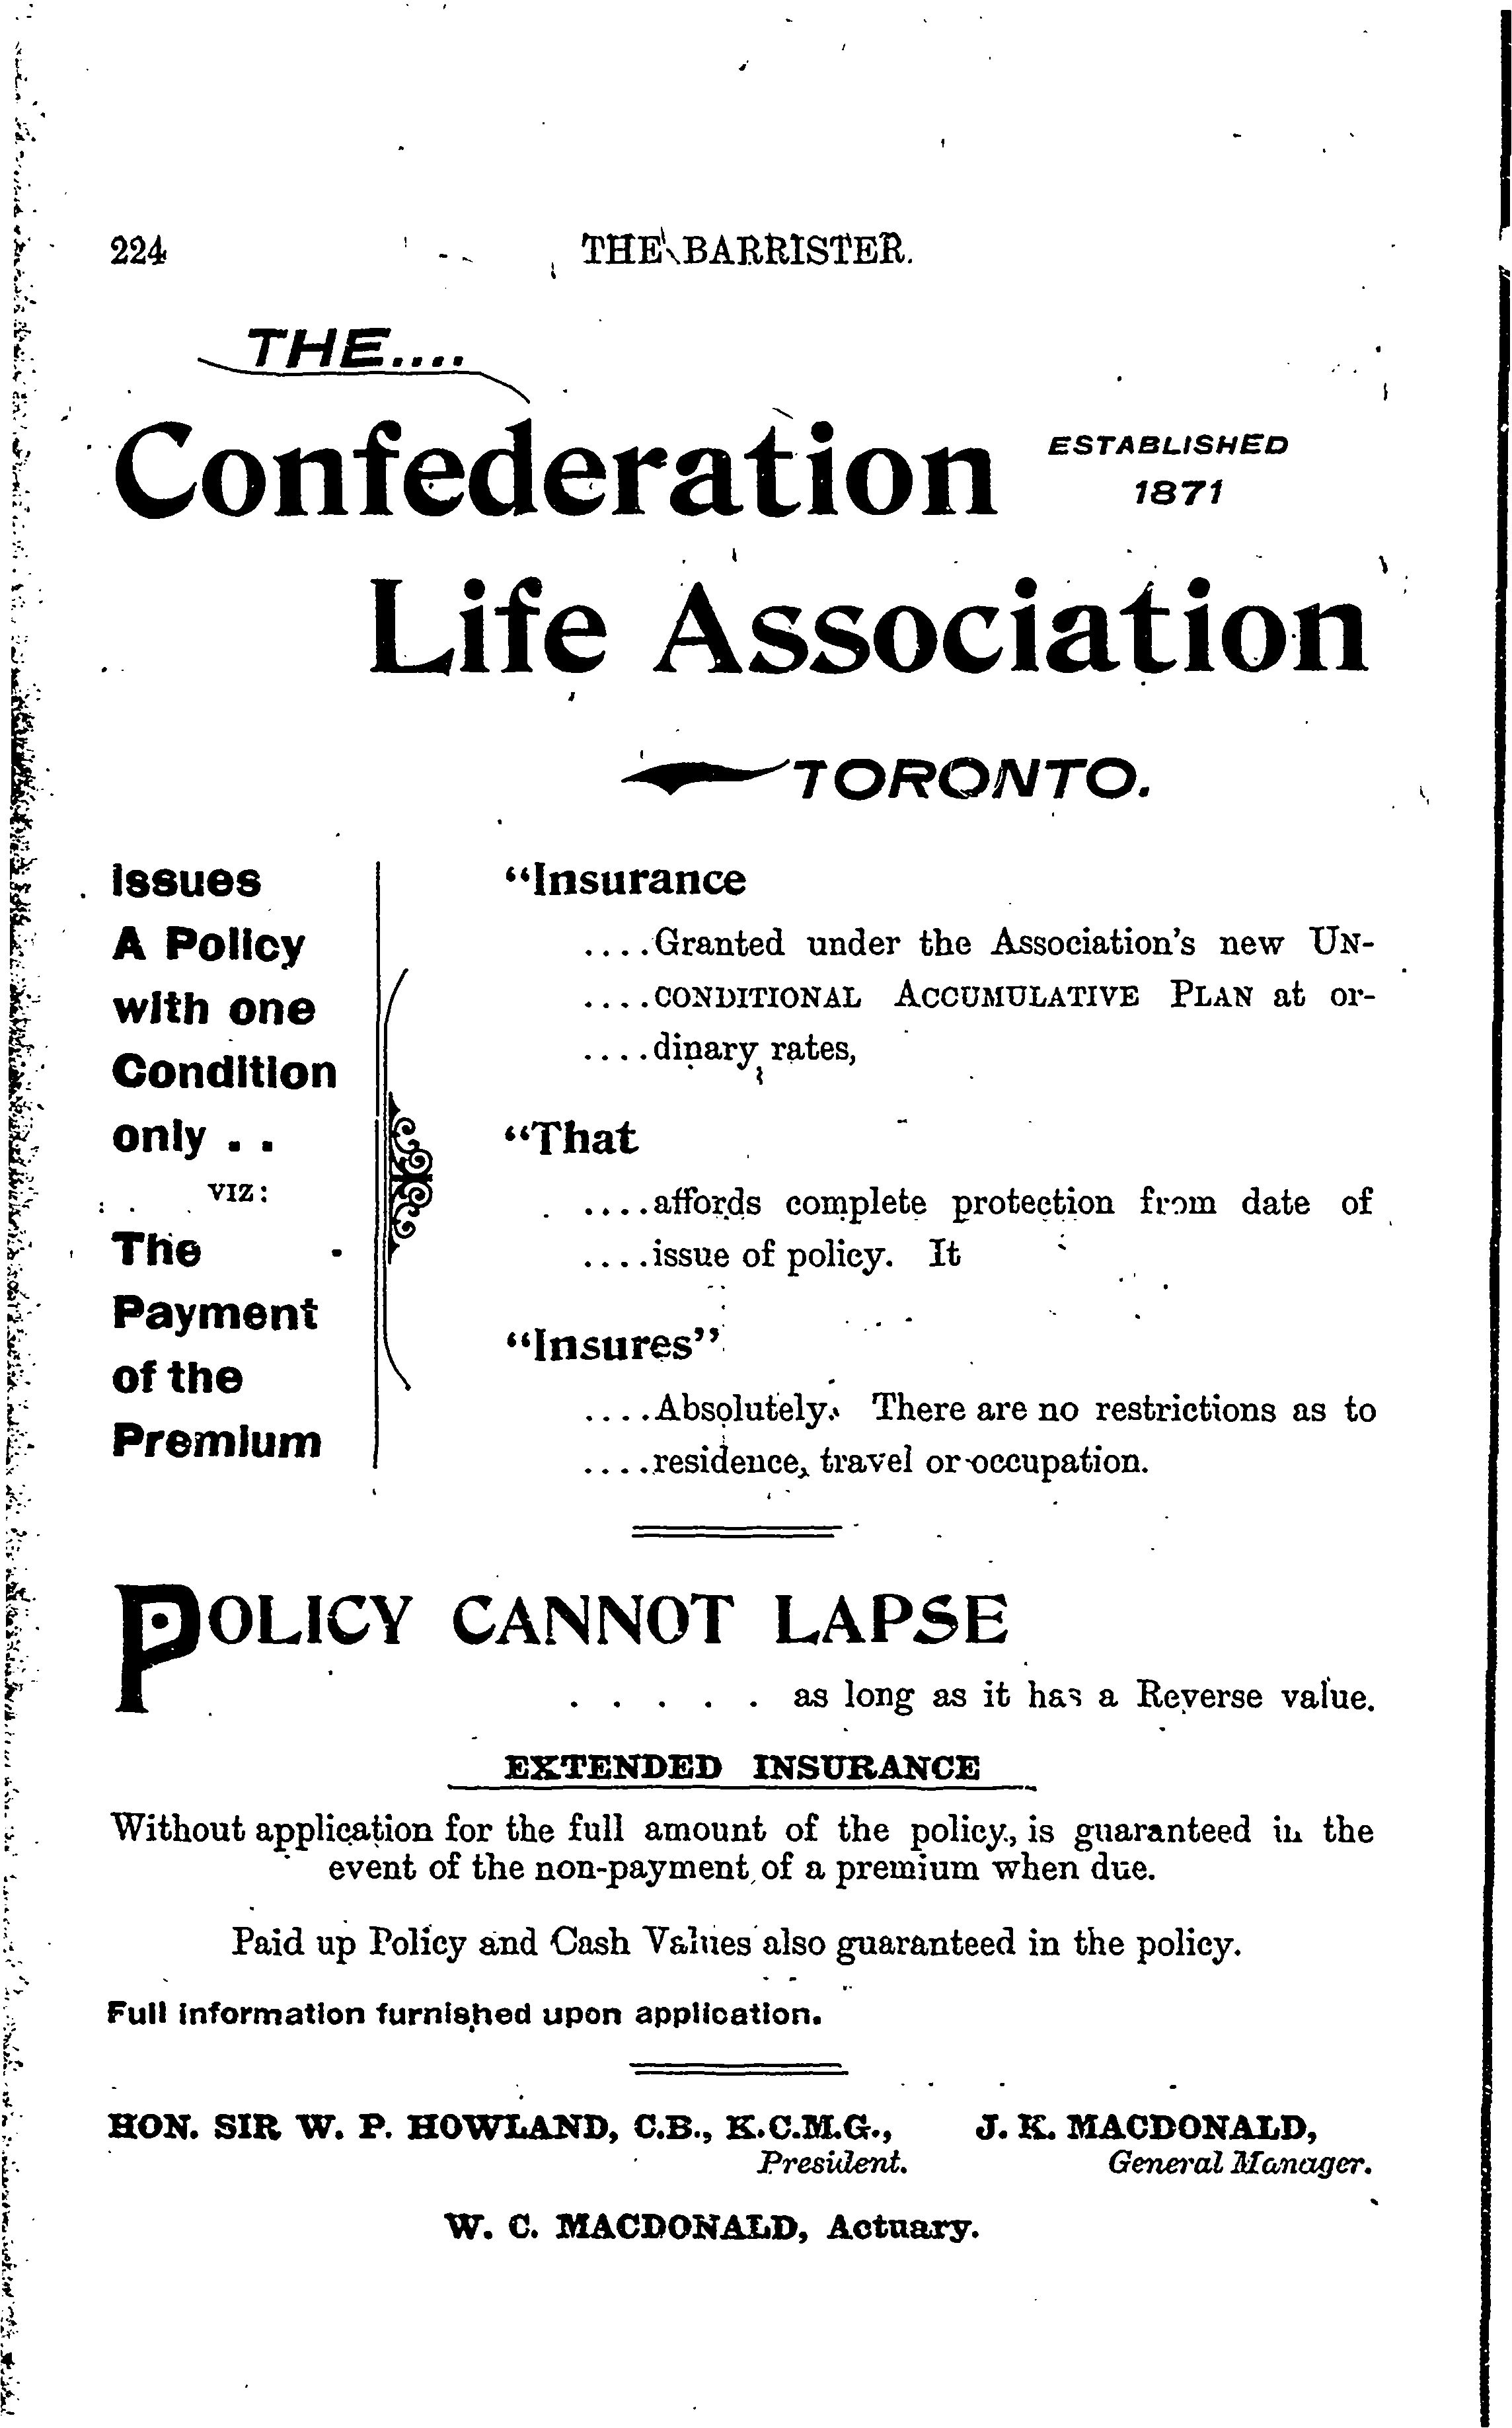 224
THE BARRISTER.
THE....
Confederation
ESTABLISHED
1871
Life Association
TORONTO.
Issues
A Policy
with one
Condition
only . .
VIZ:
The
Payment
of the
Premium
"Insurance
....Granted under the Association's new UN-
....CONDITIONAL ACCUMULATIVE PLAN at or-
....dinary rates,
"That
....affords complete protection from date of
....issue of policy. It
"Insures"
....Absolutely. There are no restrictions as to
....residence, travel or occupation.
POLICY CANNOT LAPSE
. . . . . as long as it has a Reverse value.
EXTENDED INSURANCE
Without application for the full amount of the policy, is guaranteed in the
event of the non-payment of a premium when due.
Paid up Policy and Cash Values also guaranteed in the policy.
Full information furnished upon application.
HON. SIR W. P. HOWLAND, C.B., K.C.M.G.,
President.
J. K. MACDONALD,
General Manager.
W. C. MACDONALD, Actuary.